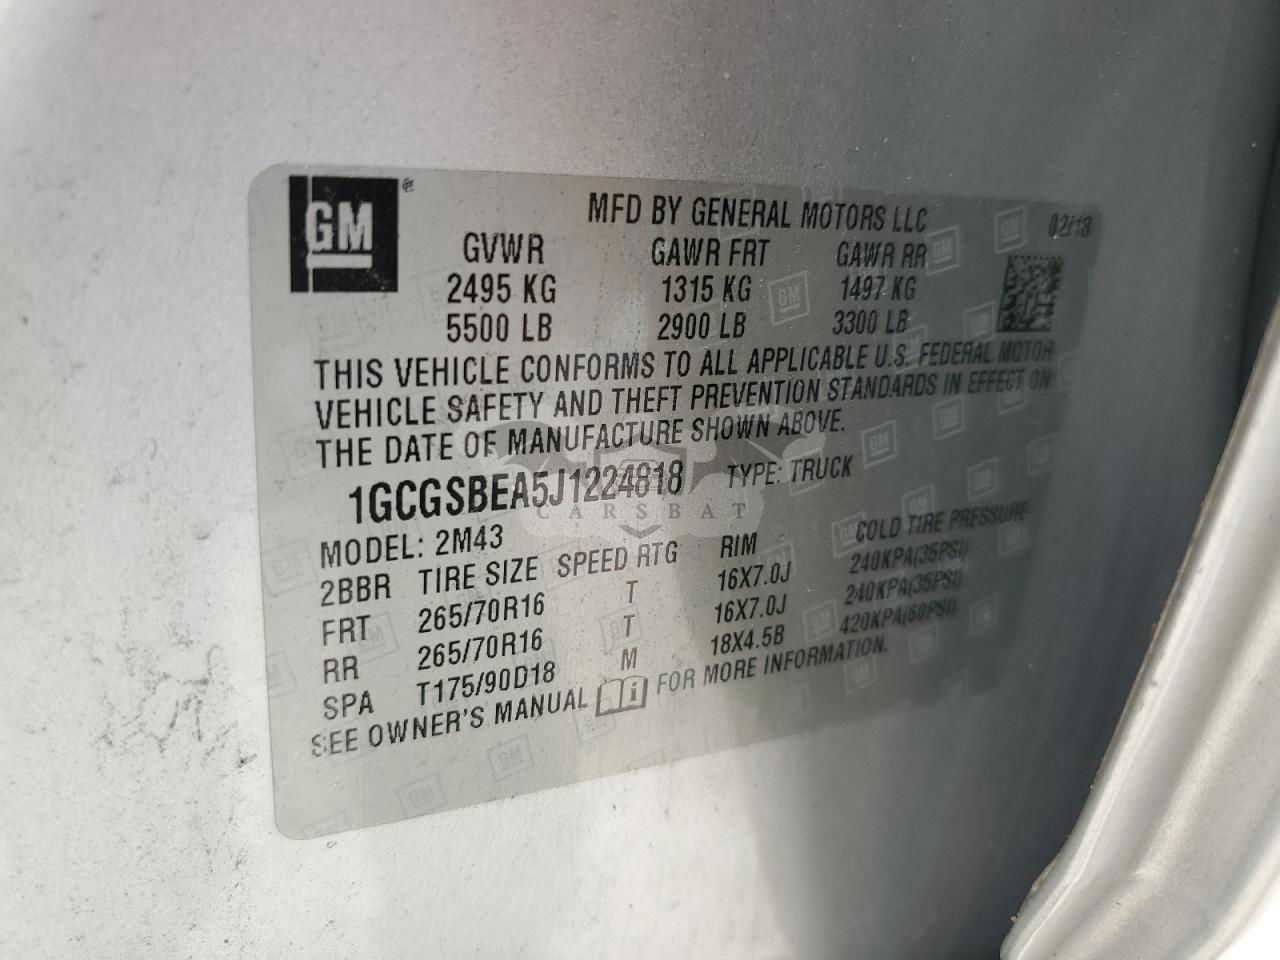 GM ®
MFD BY GENERAL MOTORS LLC 02/18
GVWR GAWR FRT GAWR RR
2495 KG 1315 KG 1497 KG
5500 LB 2900 LB 3300 LB
THIS VEHICLE CONFORMS TO ALL APPLICABLE U.S. FEDERAL MOTOR
VEHICLE SAFETY AND THEFT PREVENTION STANDARDS IN EFFECT ON
THE DATE OF MANUFACTURE SHOWN ABOVE.
1GCGSBEA5J1224818 TYPE: TRUCK
CARSBAT
MODEL: 2M43
2BBR TIRE SIZE SPEED RTG RIM COLD TIRE PRESSURE
FRT 265/70R16 T 16X7.0J 240KPA(35PSI)
RR 265/70R16 T 16X7.0J 240KPA(35PSI)
SPA T175/90D18 M 18X4.5B 420KPA(60PSI)
SEE OWNER'S MANUAL i FOR MORE INFORMATION.